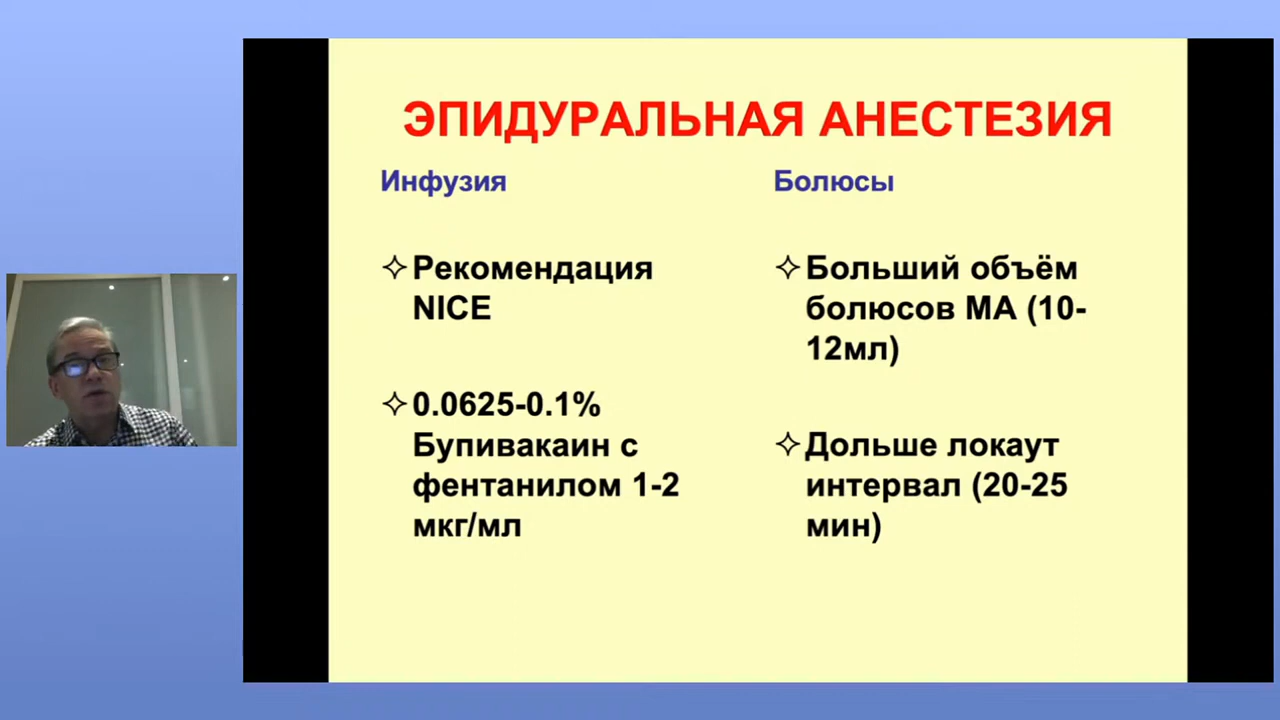 ЭПИДУРАЛЬНАЯ АНЕСТЕЗИЯ
Инфузия
Рекомендация
NICE
0.0625-0.1%
Бупивакаин с
фентанилом 1-2
мкг/мл
Болюсы
Больший объём
болюсов МА (10-
12мл)
Дольше локаут
интервал (20-25
мин)